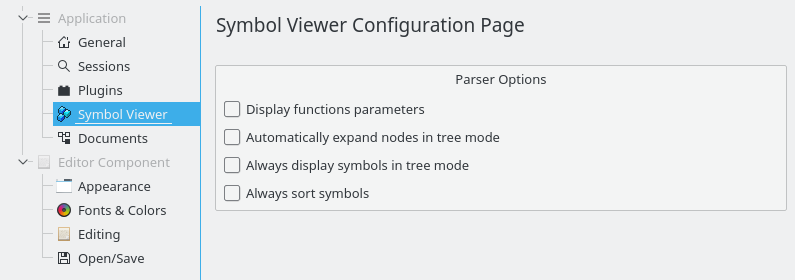 Application
General
Sessions
Plugins
Symbol Viewer
Documents
Editor Component
Appearance
Fonts & Colors
Editing
Open/Save
Symbol Viewer Configuration Page
Parser Options
Display functions parameters
Automatically expand nodes in tree mode
Always display symbols in tree mode
Always sort symbols